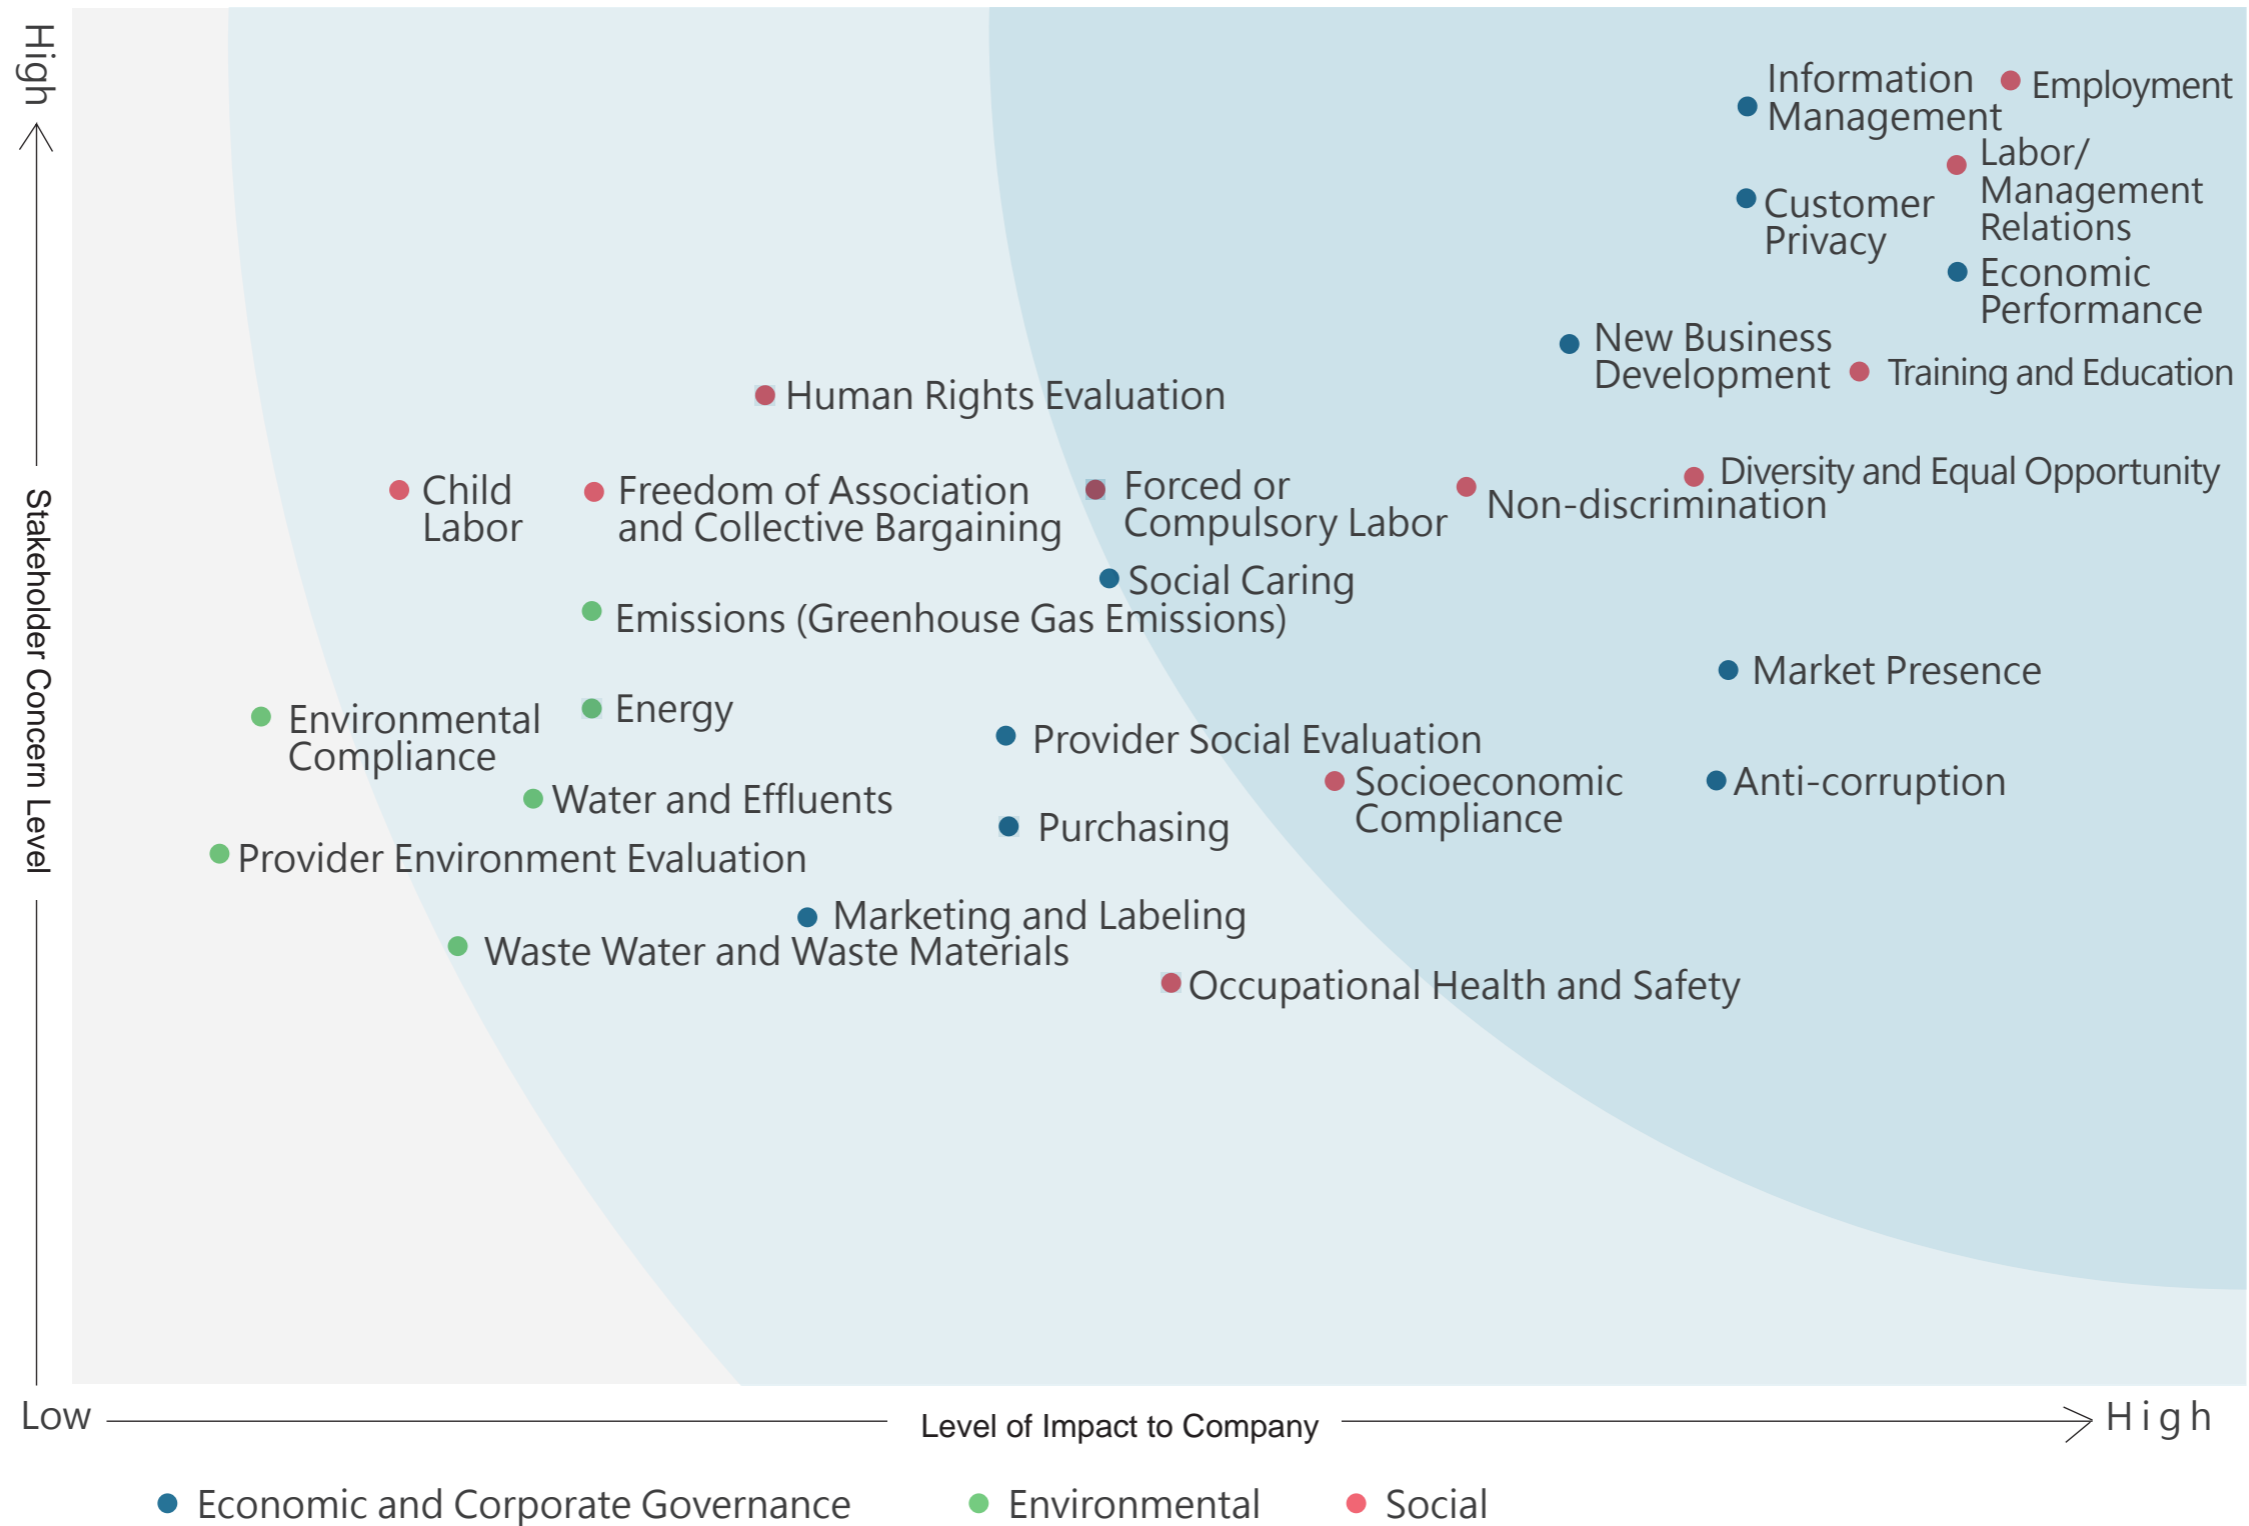 High
Stakeholder Concern Level
Information
Management
Employment
Labor/
Management
Relations
Customer
Privacy
Economic
Performance
New Business
Development
Training and Education
Human Rights Evaluation
Child
Labor
Freedom of Association
and Collective Bargaining
Forced or
Compulsory Labor
Non-discrimination
Diversity and Equal Opportunity
Social Caring
Emissions (Greenhouse Gas Emissions)
Market Presence
Environmental
Compliance
Energy
Provider Social Evaluation
Socioeconomic
Compliance
Anti-corruption
Water and Effluents
Purchasing
Provider Environment Evaluation
Marketing and Labeling
Waste Water and Waste Materials
Occupational Health and Safety
Low
Level of Impact to Company
High
Economic and Corporate Governance
Environmental
Social